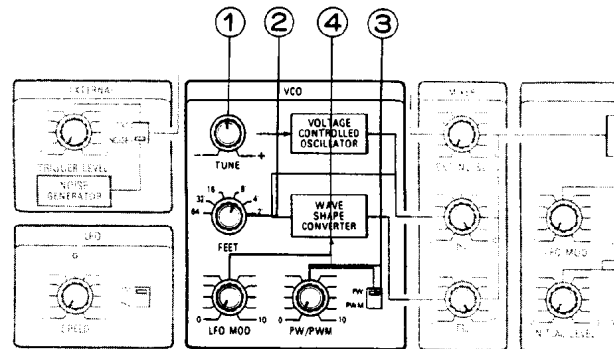 ① ② ④ ③
EXTERNAL
VCO
MIXER
VOLTAGE
CONTROLLED
OSCILLATOR
- +
TUNE
TRIGGER LEVEL
NOISE
GENERATOR
64 32 16 8' 4' 2'
FEET
WAVE
SHAPE
CONVERTER
LFO
LFO MOD
PW
PWM
0 10
LFO MOD
0 10
PW/PWM
SPEED
INITIAL LEVEL